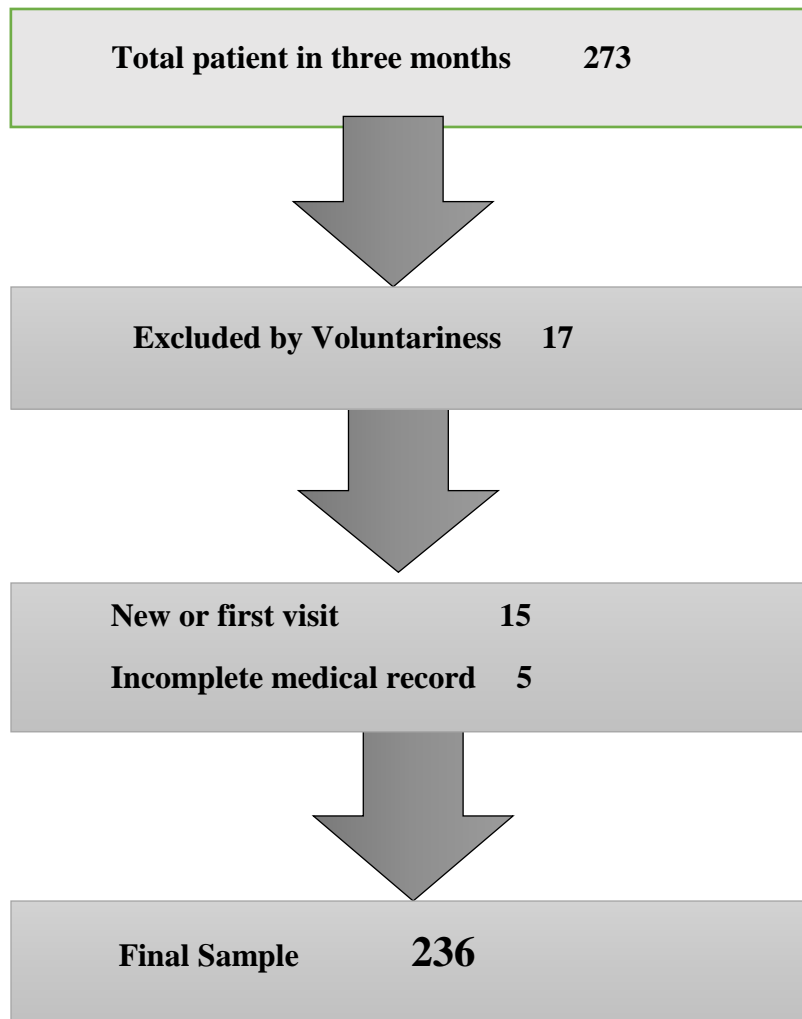 Total patient in three months 273
Excluded by Voluntariness 17
New or first visit 15
Incomplete medical record 5
Final Sample 236